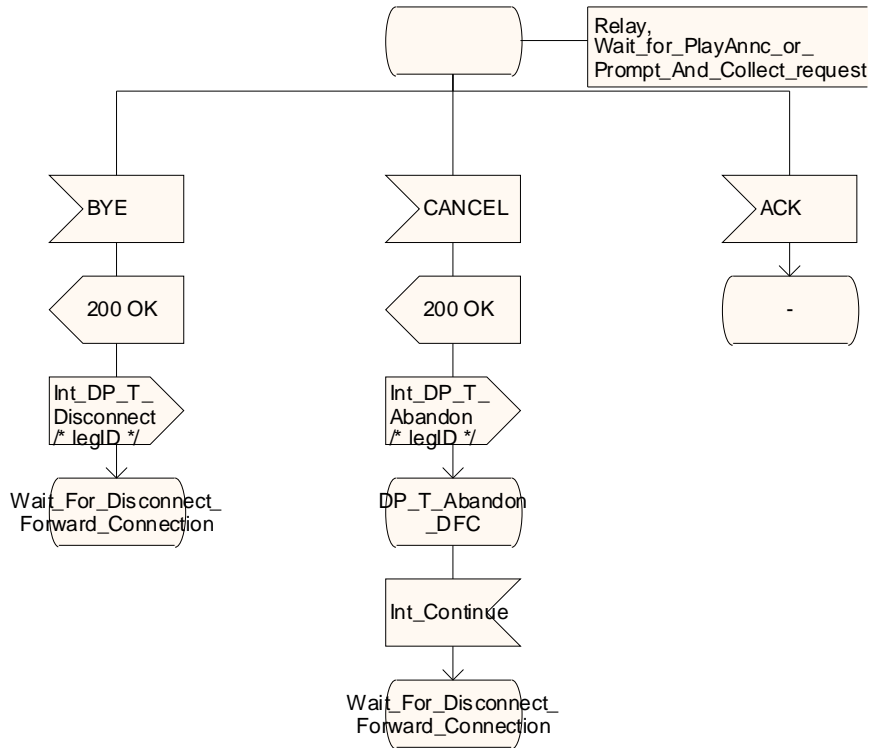 Relay,
Wait_for_PlayAnnc_or_
Prompt_And_Collect_request
BYE
CANCEL
ACK
200 OK
200 OK
-
Int_DP_T_
Disconnect
/* legID */
Int_DP_T_
Abandon
/* legID */
Wait_For_Disconnect_
Forward_Connection
DP_T_Abandon
_DFC
Int_Continue
Wait_For_Disconnect_
Forward_Connection